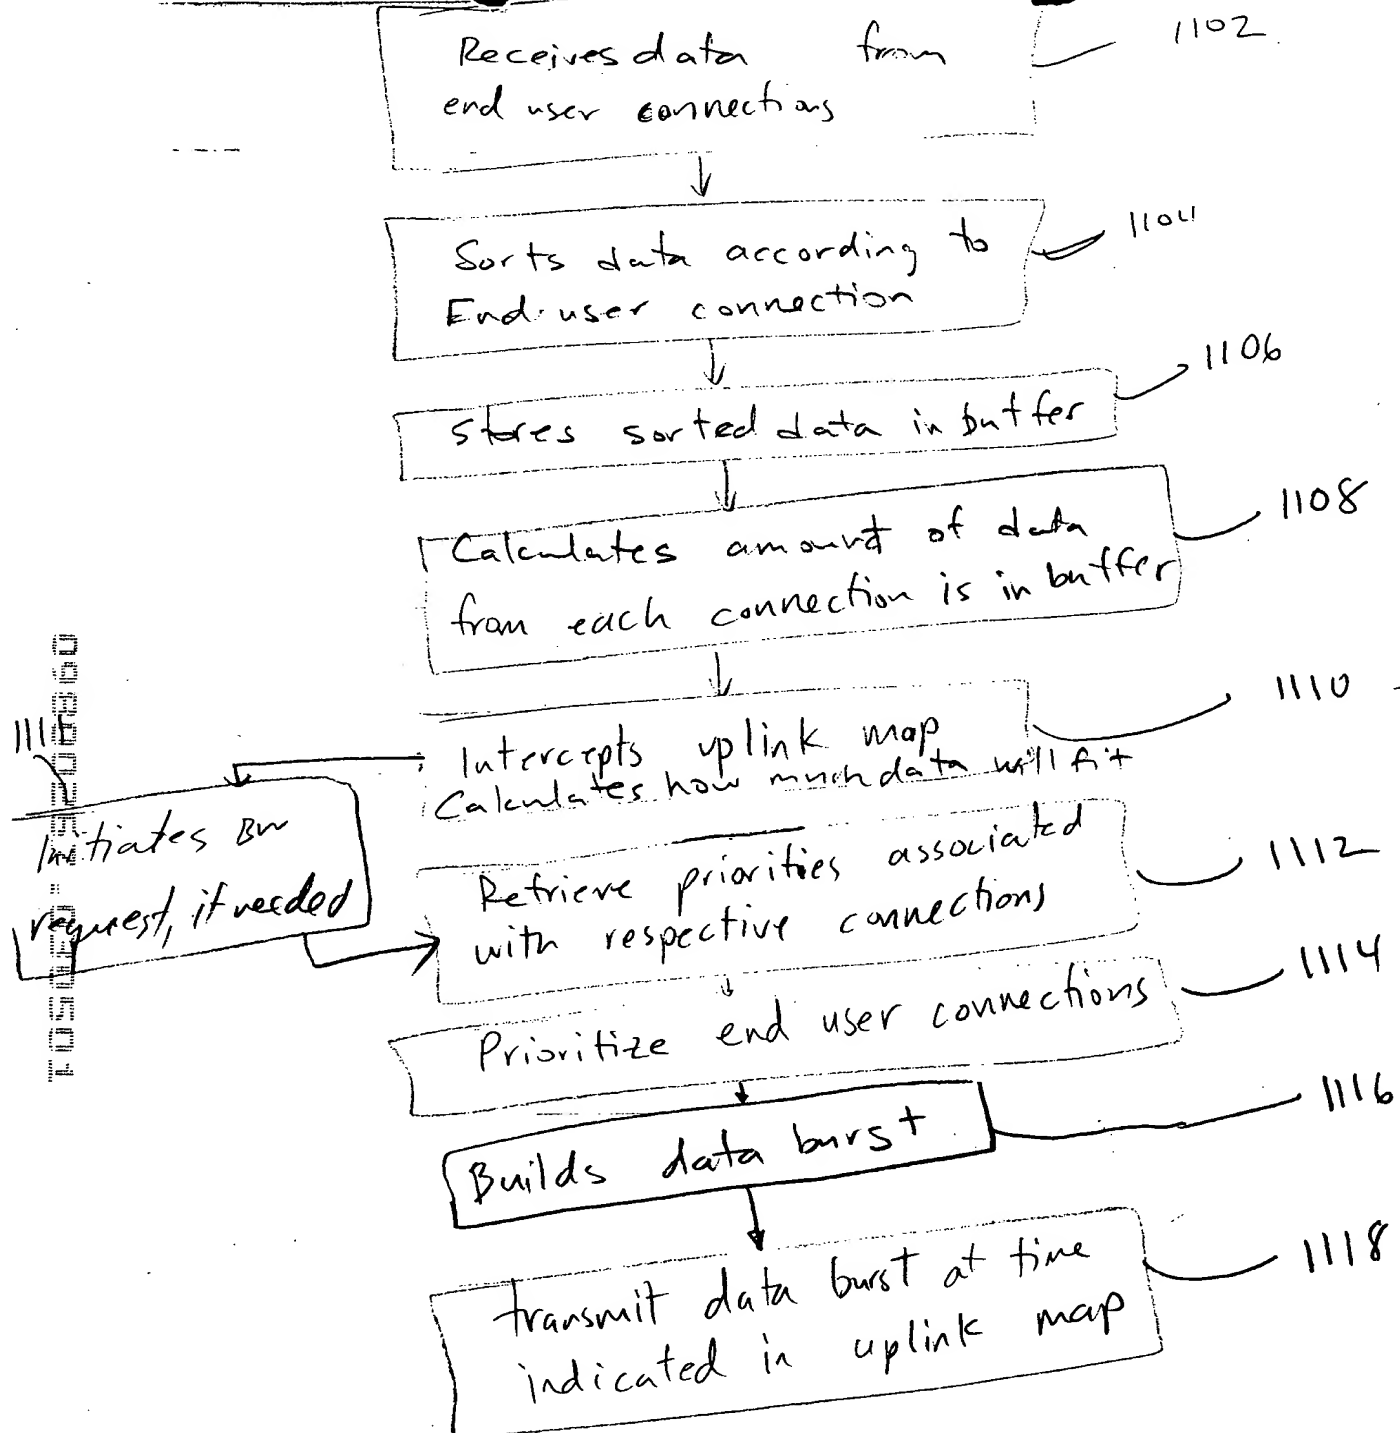 Receives data from
end user connections
1102
Sorts data according to
End-user connection
1104
Stores sorted data in buffer
1106
Calculates amount of data
from each connection is in buffer
1108
Intercepts uplink map
Calculates how much data will fit
1110
Initiates BW
request, if needed
Retrieve priorities associated
with respective connections
1112
Prioritize end user connections
1114
Builds data burst
1116
transmit data burst at time
indicated in uplink map
1118